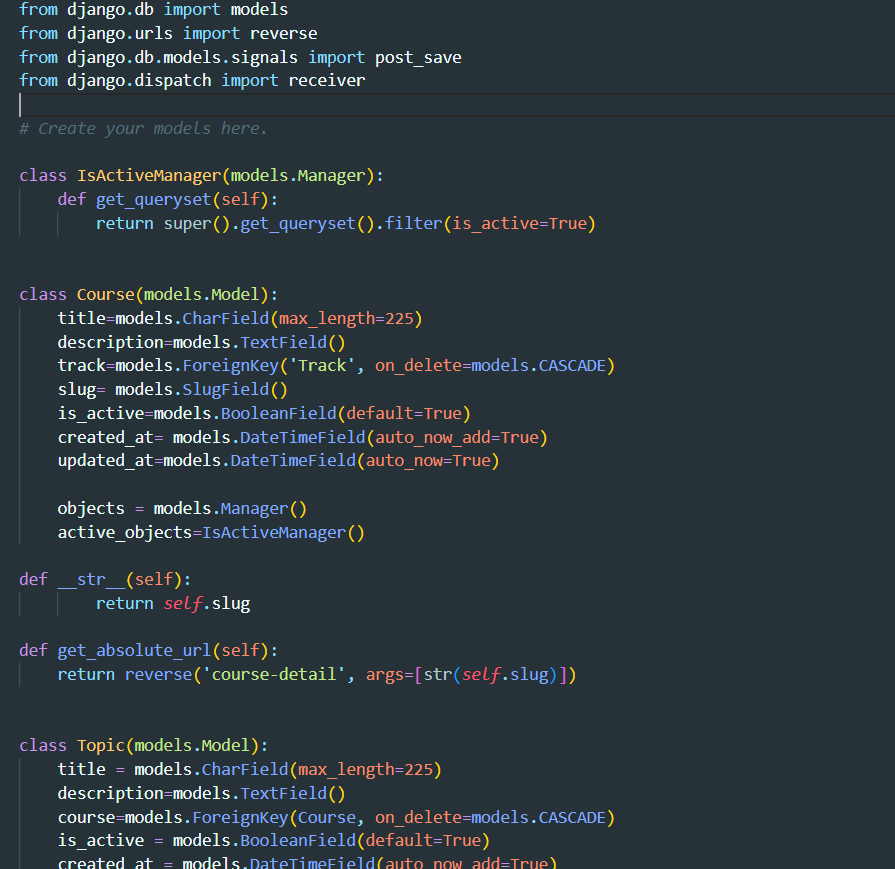 from django.db import models
from django.urls import reverse
from django.db.models.signals import post_save
from django.dispatch import receiver
# Create your models here.
class IsActiveManager(models.Manager):
    def get_queryset(self):
        return super().get_queryset().filter(is_active=True)
class Course(models.Model):
    title=models.CharField(max_length=225)
    description=models.TextField()
    track=models.ForeignKey('Track', on_delete=models.CASCADE)
    slug= models.SlugField()
    is_active=models.BooleanField(default=True)
    created_at= models.DateTimeField(auto_now_add=True)
    updated_at=models.DateTimeField(auto_now=True)
    objects = models.Manager()
    active_objects=IsActiveManager()
def __str__(self):
        return self.slug
def get_absolute_url(self):
    return reverse('course-detail', args=[str(self.slug)])
class Topic(models.Model):
    title = models.CharField(max_length=225)
    description=models.TextField()
    course=models.ForeignKey(Course, on_delete=models.CASCADE)
    is_active = models.BooleanField(default=True)
    created_at = models.DateTimeField(auto_now_add=True)